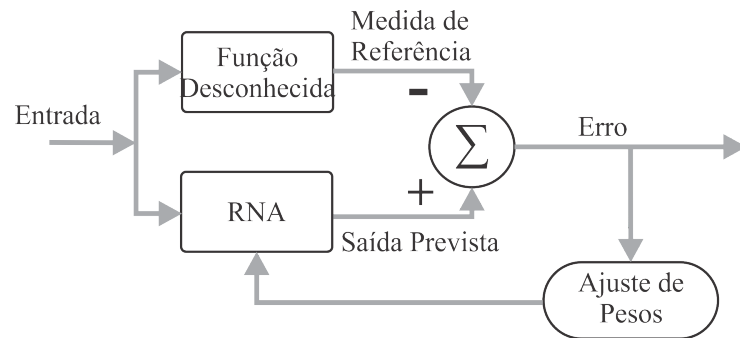 Medida de
Referência
Função
Desconhecida
-
Entrada
Σ
Erro
+
RNA
Saída Prevista
Ajuste de
Pesos